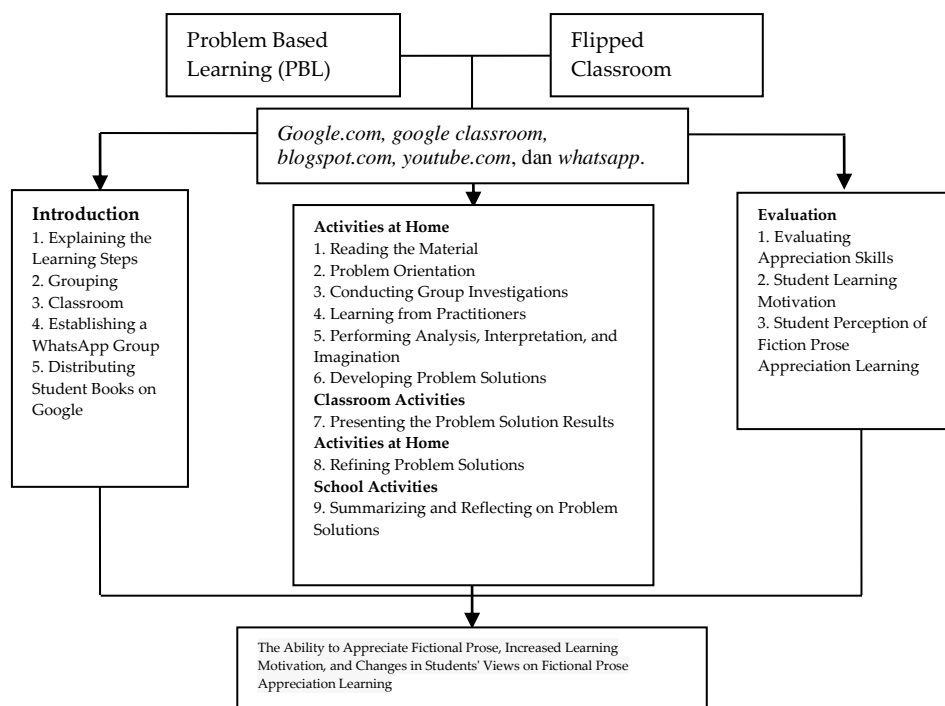 Problem Based
Learning (PBL)
Flipped
Classroom
Google.com, google classroom,
blogspot.com, youtube.com, dan whatsapp.
Introduction
1. Explaining the
Learning Steps
2. Grouping
3. Classroom
4. Establishing a
WhatsApp Group
5. Distributing
Student Books on
Google
Activities at Home
1. Reading the Material
2. Problem Orientation
3. Conducting Group Investigations
4. Learning from Practitioners
5. Performing Analysis, Interpretation, and
Imagination
6. Developing Problem Solutions
Classroom Activities
7. Presenting the Problem Solution Results
Activities at Home
8. Refining Problem Solutions
School Activities
9. Summarizing and Reflecting on Problem
Solutions
Evaluation
1. Evaluating
Appreciation Skills
2. Student Learning
Motivation
3. Student Perception of
Fiction Prose
Appreciation Learning
The Ability to Appreciate Fictional Prose, Increased Learning
Motivation, and Changes in Students' Views on Fictional Prose
Appreciation Learning